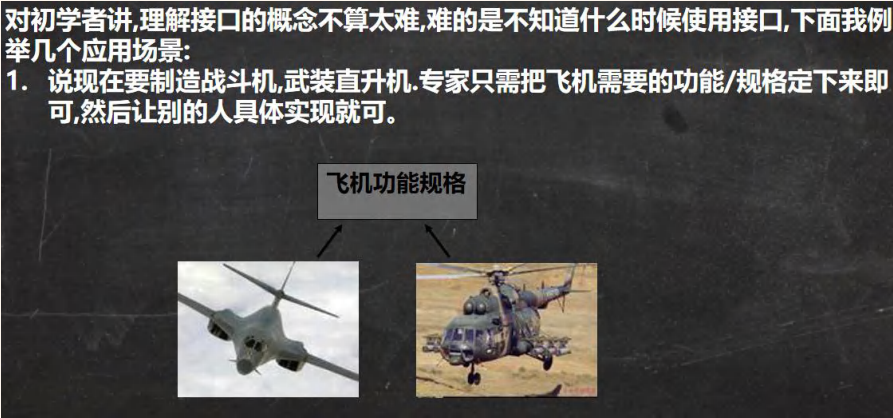 对初学者讲,理解接口的概念不算太难,难的是不知道什么时候使用接口,下面我例
举几个应用场景:
1. 说现在要制造战斗机,武装直升机.专家只需把飞机需要的功能/规格定下来即
可,然后让别的人具体实现就可。
飞机功能规格